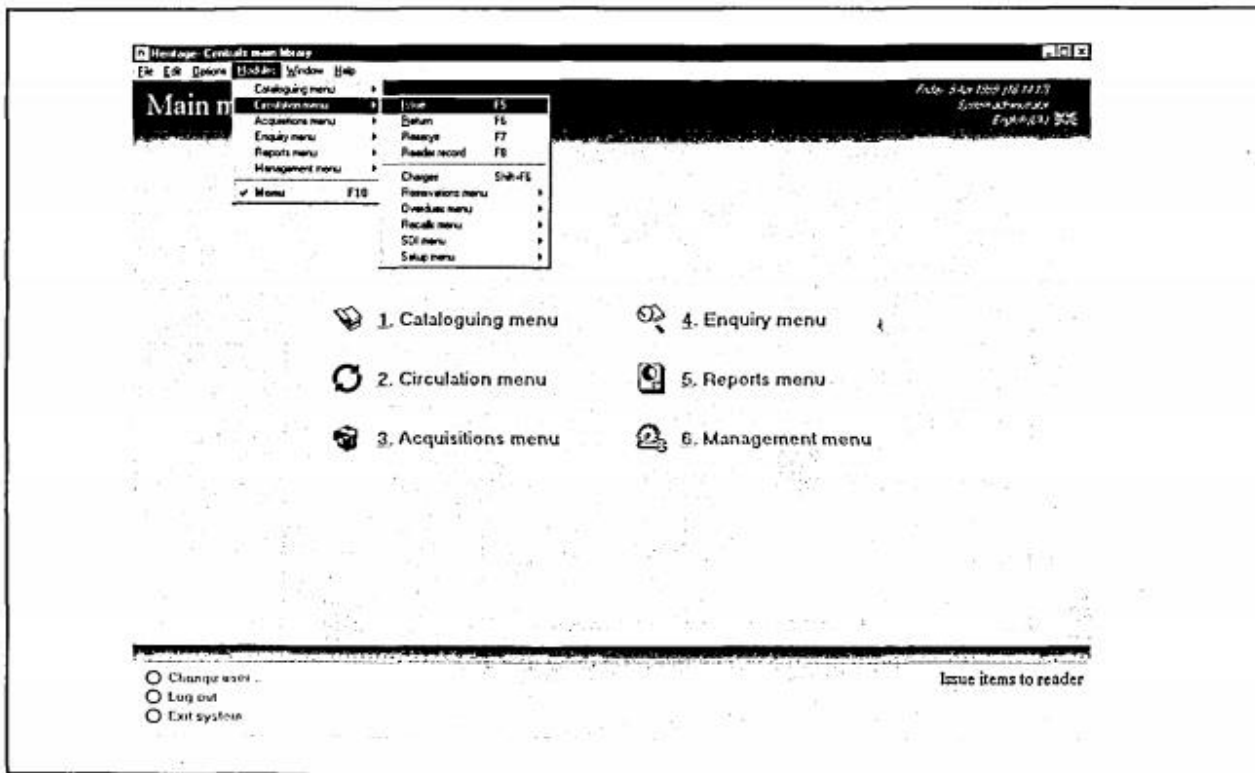 Heritage- Centrals main library
File Edit Options Modules Window Help
Main m
Friday
System administrator
English(UK)
Cataloguing menu
Circulation menu
Acquisitions menu
Enquiry menu
Reports menu
Management menu
✓ Menu F10
Issue F5
Return F6
Reserve F7
Reader record F8
Charges Shift+F6
Reservations menu
Overdues menu
Recalls menu
SDI menu
Setup menu
1. Cataloguing menu
2. Circulation menu
3. Acquisitions menu
4. Enquiry menu
5. Reports menu
6. Management menu
Change user...
Log out
Exit system
Issue items to reader